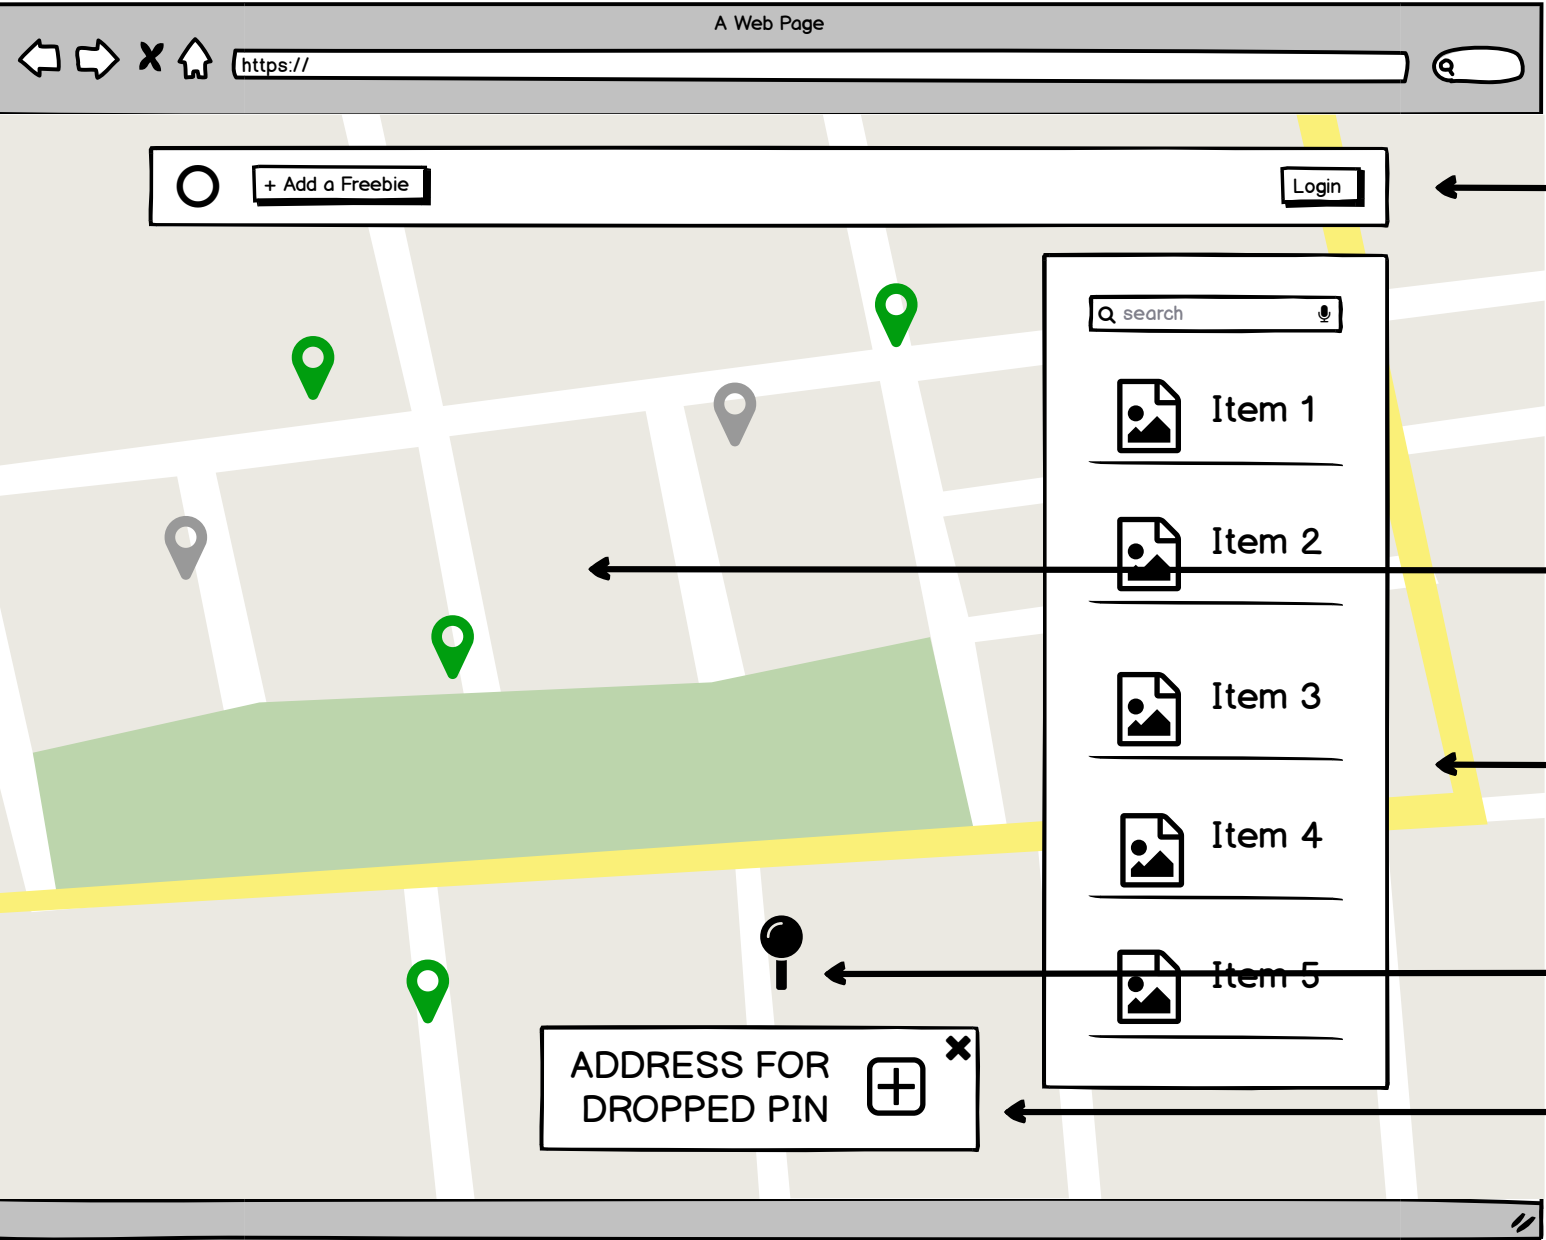 A Web Page
https://
+ Add a Freebie
Login
search
Item 1
Item 2
Item 3
Item 4
Item 5
ADDRESS FOR
DROPPED PIN